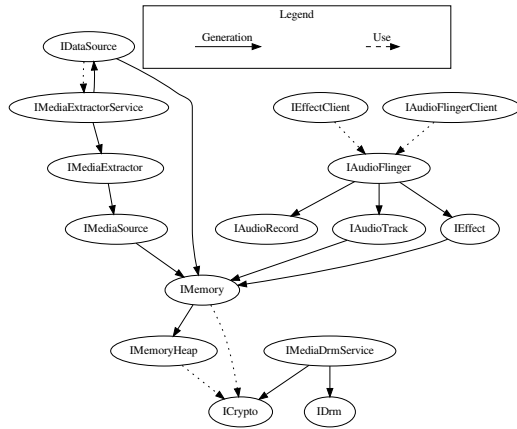 Legend
Generation
Use
IDataSource
IMediaExtractorService
IEffectClient
IAudioFlingerClient
IMediaExtractor
IAudioFlinger
IMediaSource
IAudioRecord
IAudioTrack
IEffect
IMemory
IMemoryHeap
IMediaDrmService
ICrypto
IDrm